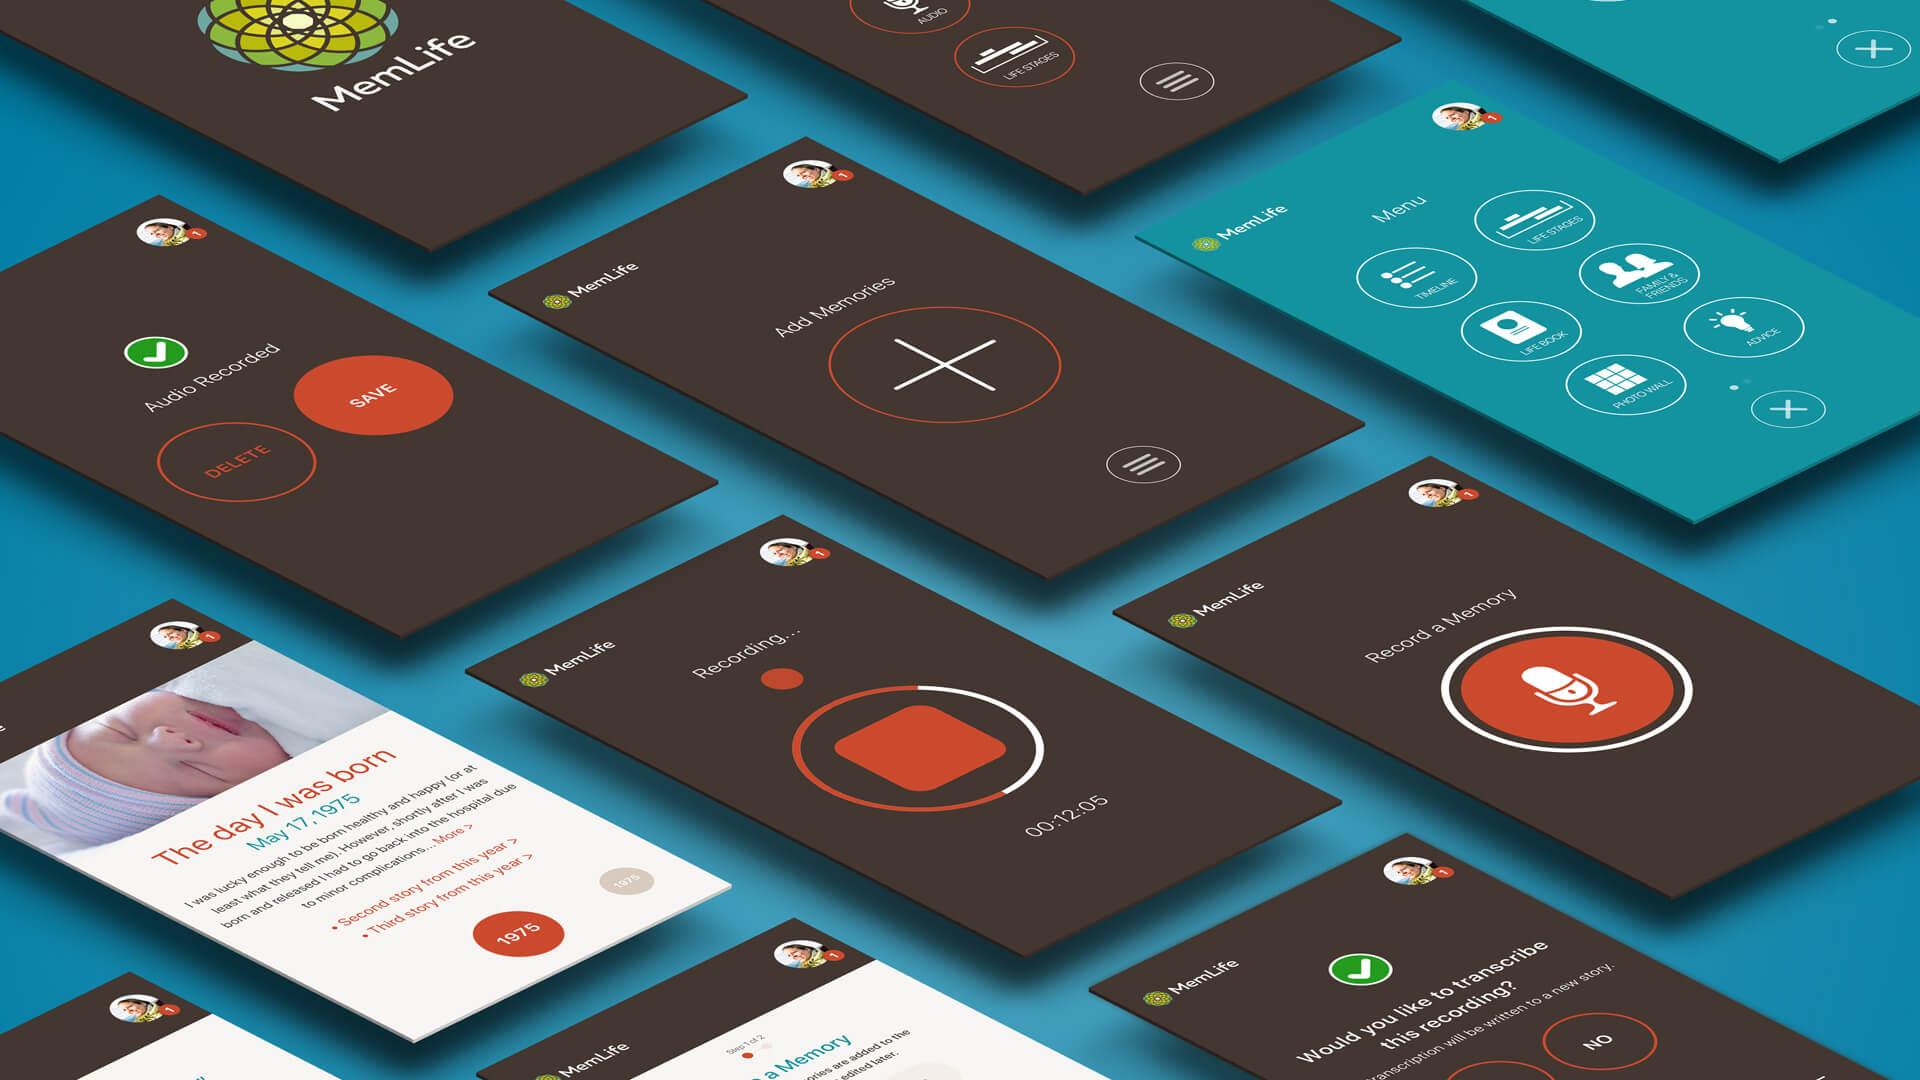 MemLife
AUDIO
LIFE STAGES
1
MemLife
Menu
LIFE STAGES
TIMELINE
FAMILY &
FRIENDS
LIFE BOOK
ADVICE
PHOTO WALL
1
Audio Recorded
SAVE
DELETE
1
MemLife
Add Memories
1
MemLife
Record a Memory
1
MemLife
Recording...
00:12:05
1
The day I was born
May 17, 1975
I was lucky enough to be born healthy and happy (or at
least what they tell me). However, shortly after I was
born and released I had to go back into the hospital due
to minor complications... More >
• Second story from this year >
• Third story from this year >
1975
1975
1
MemLife
Would you like to transcribe
this recording?
transcription will be written to a new story.
NO
1
MemLife
Step 1 of 2
a Memory
are added to the
edited later.
1